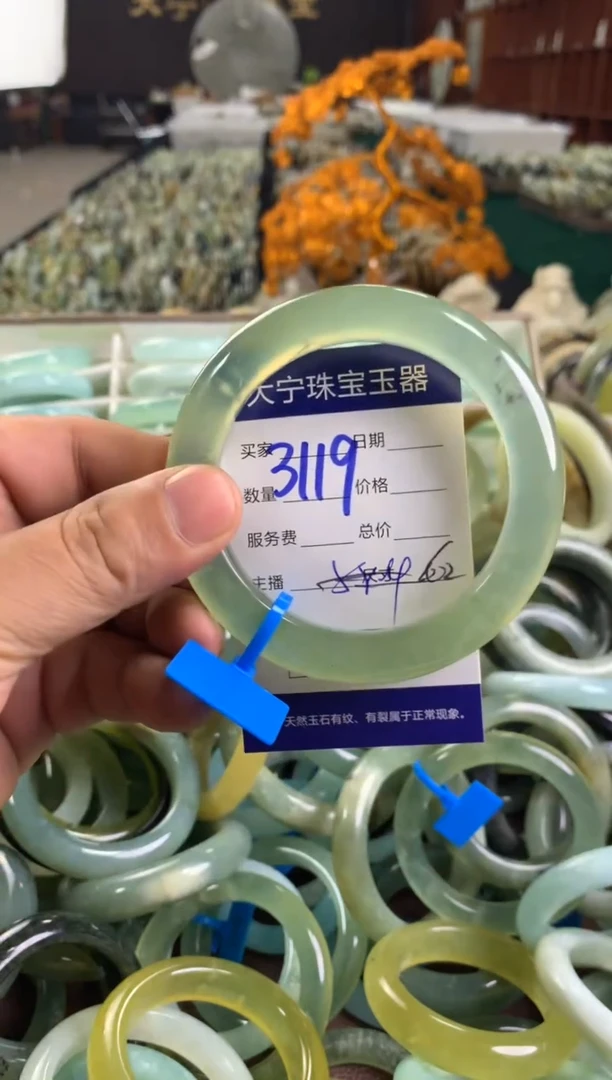 天宁珠宝玉器
买家 日期
3119
数量 价格
服务费 总价
主播
天然玉石有纹、有裂属于正常现象。